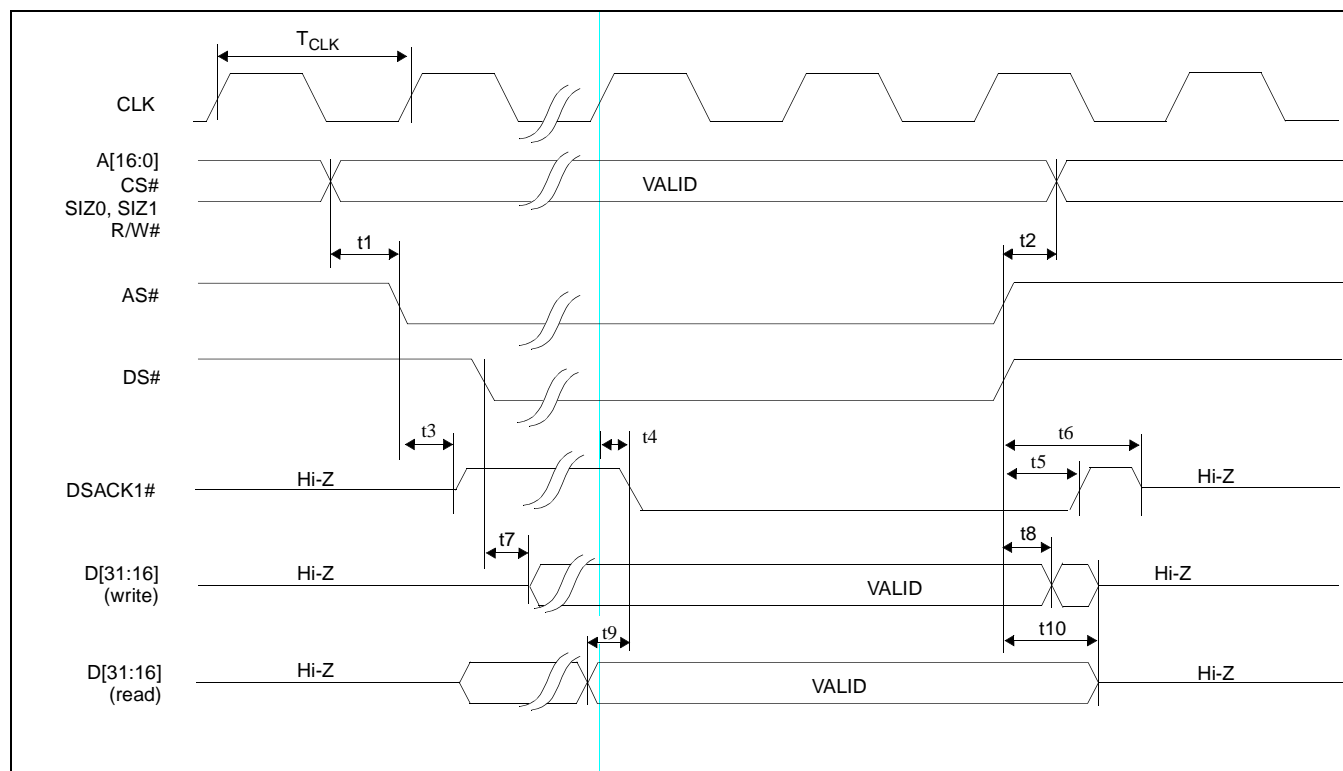 T_CLK
CLK
A[16:0]
CS#
SIZ0, SIZ1
R/W#
VALID
t1
t2
AS#
DS#
t3
t4
t6
t5
DSACK1#
Hi-Z
Hi-Z
t7
t8
D[31:16]
(write)
Hi-Z
VALID
Hi-Z
t9
t10
D[31:16]
(read)
Hi-Z
VALID
Hi-Z